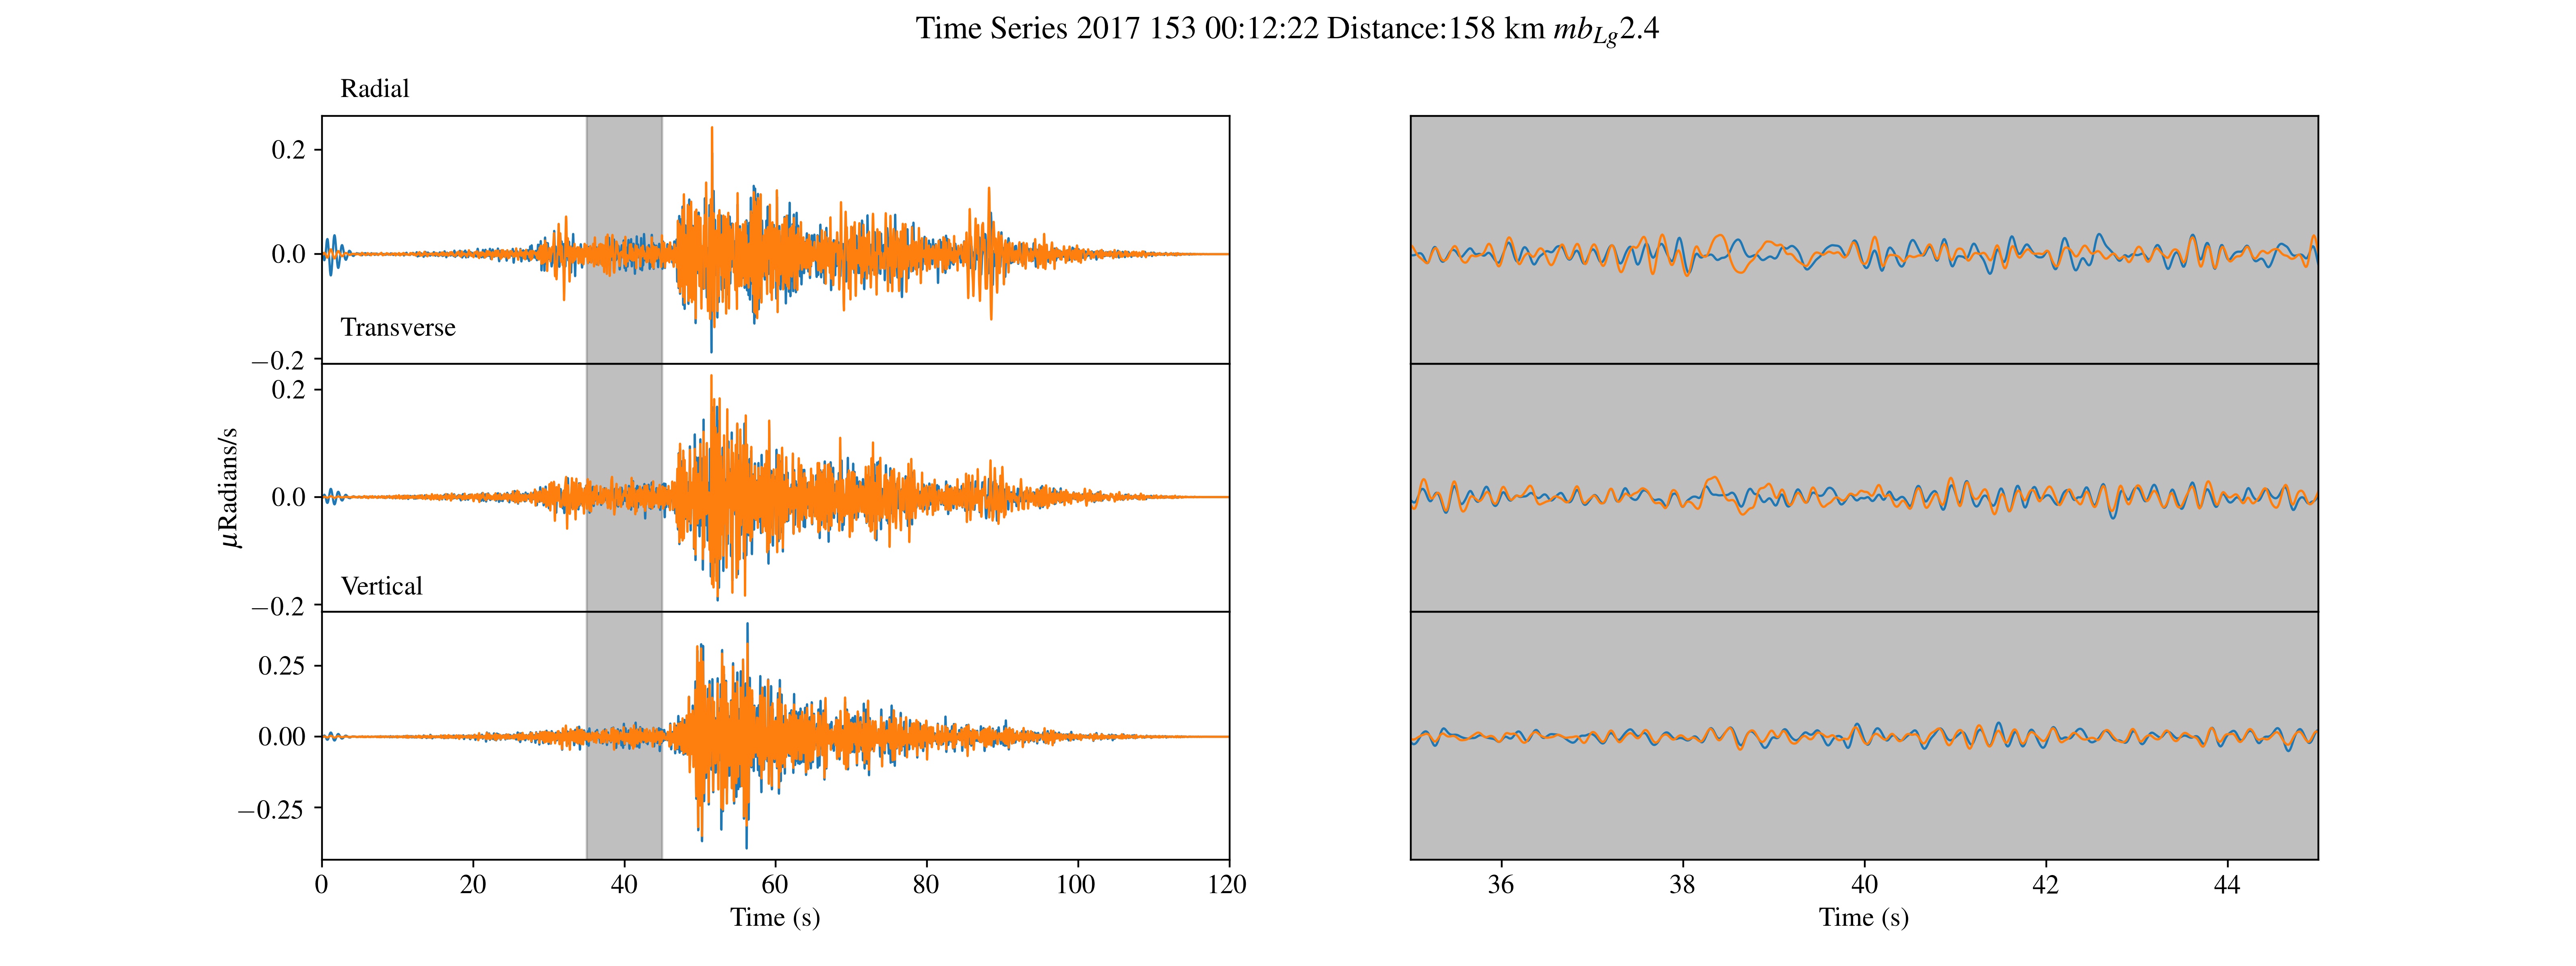 Time Series 2017 153 00:12:22 Distance:158 km mb_Lg2.4
Radial
0.2
0.0
−0.2
Transverse
0.2
0.0
−0.2
μRadians/s
Vertical
0.25
0.00
−0.25
0 20 40 60 80 100 120
Time (s)
36 38 40 42 44
Time (s)